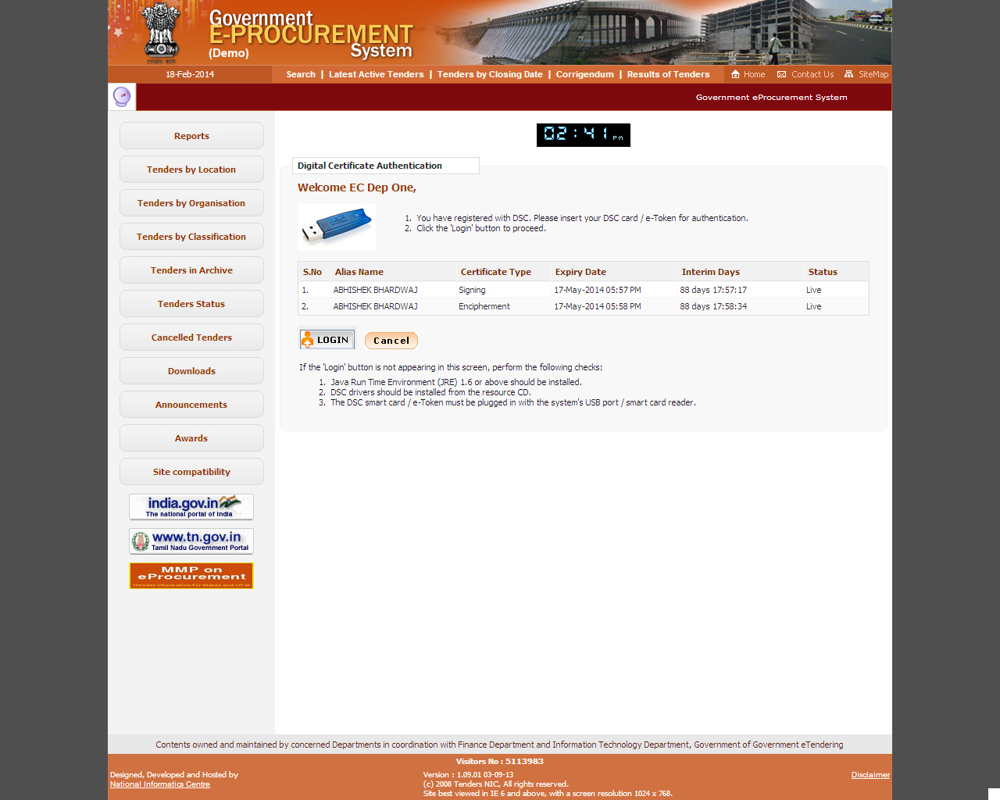 Government
E-PROCUREMENT
(Demo) System
18-Feb-2014 Search | Latest Active Tenders | Tenders by Closing Date | Corrigendum | Results of Tenders Home Contact Us SiteMap
Government eProcurement System
02:41 PM
Reports
Tenders by Location
Tenders by Organisation
Tenders by Classification
Tenders in Archive
Tenders Status
Cancelled Tenders
Downloads
Announcements
Awards
Site compatibility
india.gov.in
The national portal of India
www.tn.gov.in
Tamil Nadu Government Portal
MMP on
eProcurement
Digital Certificate Authentication
Welcome EC Dep One,
1. You have registered with DSC. Please insert your DSC card / e-Token for authentication.
2. Click the 'Login' button to proceed.
S.No Alias Name Certificate Type Expiry Date Interim Days Status
1. ABHISHEK BHARDWAJ Signing 17-May-2014 05:57 PM 88 days 17:57:17 Live
2. ABHISHEK BHARDWAJ Encipherment 17-May-2014 05:58 PM 88 days 17:58:34 Live
LOGIN Cancel
If the 'Login' button is not appearing in this screen, perform the following checks:
1. Java Run Time Environment (JRE) 1.6 or above should be installed.
2. DSC drivers should be installed from the resource CD.
3. The DSC smart card / e-Token must be plugged in with the system's USB port / smart card reader.
Contents owned and maintained by concerned Departments in coordination with Finance Department and Information Technology Department, Government of Government eTendering
Visitors No : 5113983
Designed, Developed and Hosted by
National Informatics Centre
Version : 1.09.01 03-09-13
(c) 2008 Tenders NIC, All rights reserved.
Site best viewed in IE 6 and above, with a screen resolution 1024 x 768.
Disclaimer